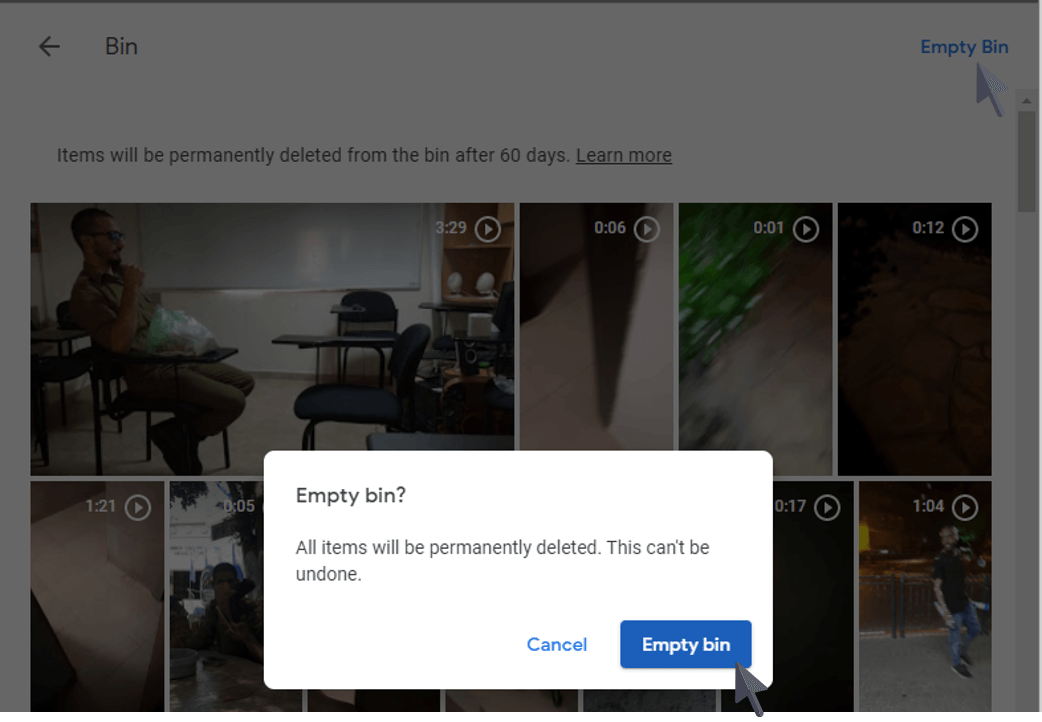 Bin
Empty Bin
Items will be permanently deleted from the bin after 60 days. Learn more
3:29
0:06
0:01
0:12
1:21
0:05
0:17
1:04
Empty bin?
All items will be permanently deleted. This can't be
undone.
Cancel
Empty bin